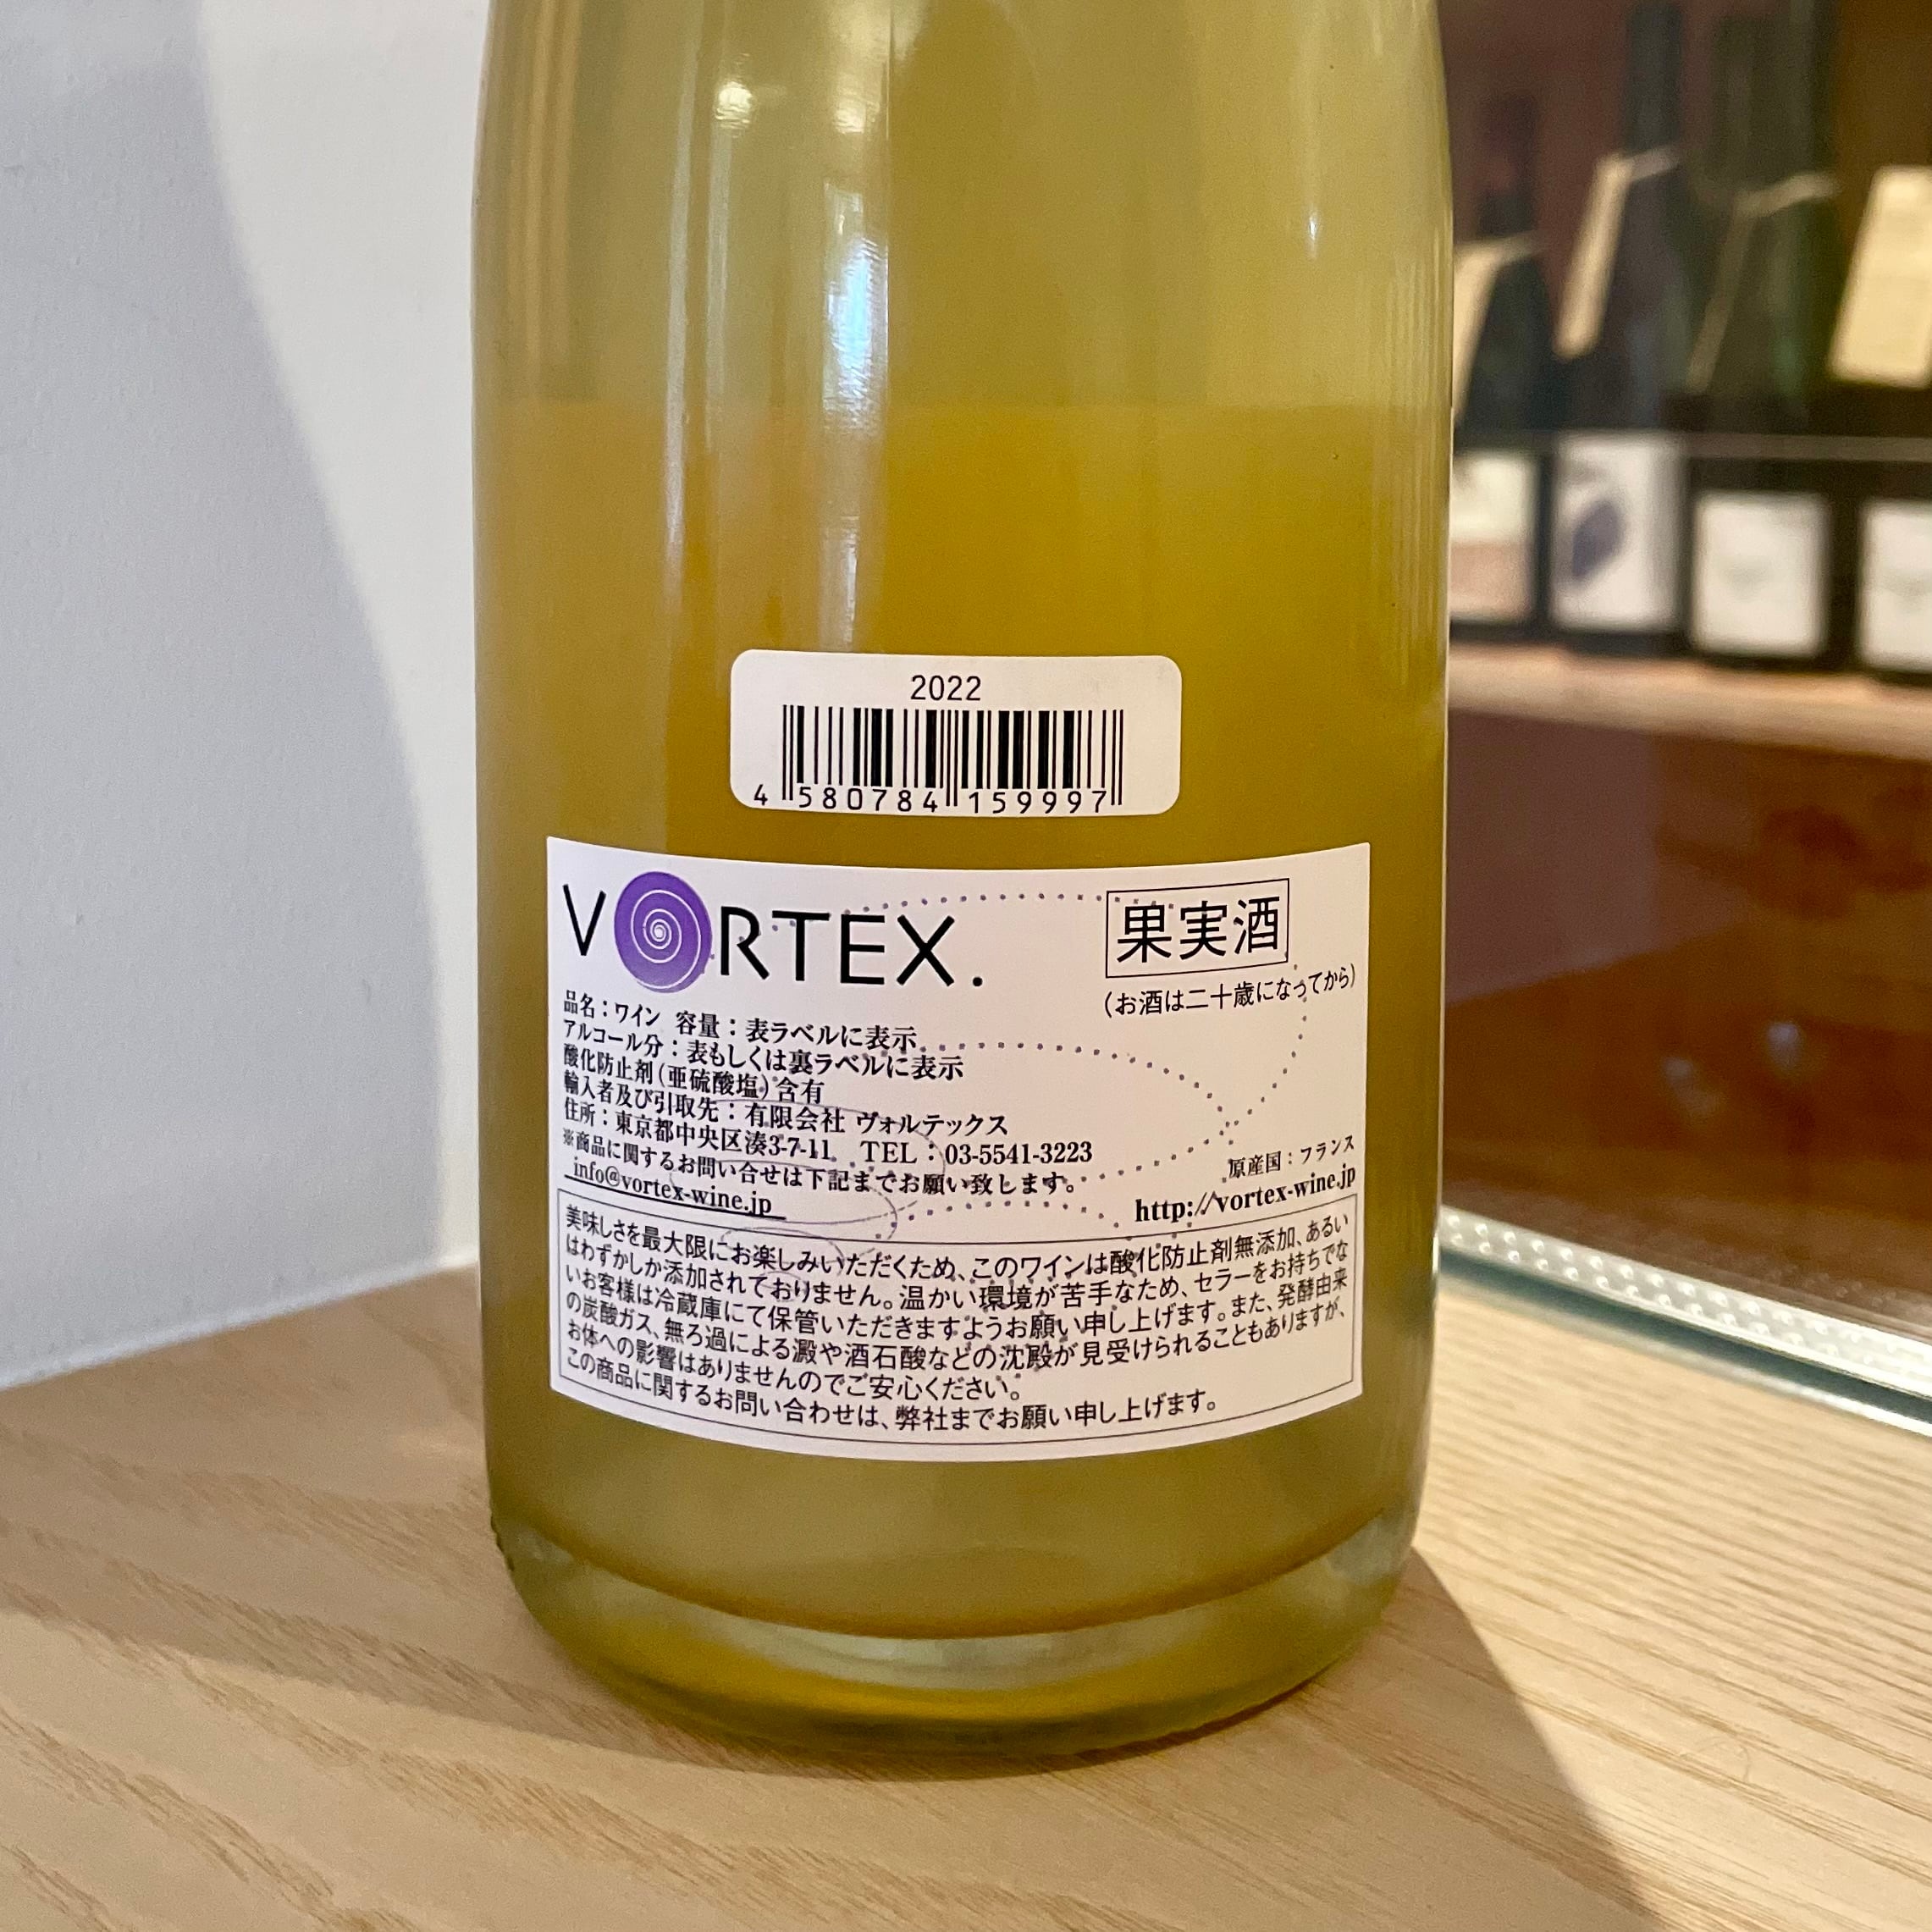 2022
4 580784 159997
VORTEX.
果実酒
(お酒は二十歳になってから)
品名：ワイン 容量：表ラベルに表示
アルコール分：表もしくは裏ラベルに表示
酸化防止剤(亜硫酸塩)含有
輸入者及び引取先：有限会社 ヴォルテックス
住所：東京都中央区湊3-7-11 TEL：03-5541-3223
※商品に関するお問い合せは下記までお願い致します。
info@vortex-wine.jp
原産国：フランス
http://vortex-wine.jp
美味しさを最大限にお楽しみいただくため、このワインは酸化防止剤無添加、あるい
はわずかしか添加されておりません。温かい環境が苦手なため、セラーをお持ちでな
いお客様は冷蔵庫にて保管いただきますようお願い申し上げます。また、発酵由来
の炭酸ガス、無ろ過による澱や酒石酸などの沈殿が見受けられることもありますが、
お体への影響はありませんのでご安心ください。
この商品に関するお問い合わせは、弊社までお願い申し上げます。